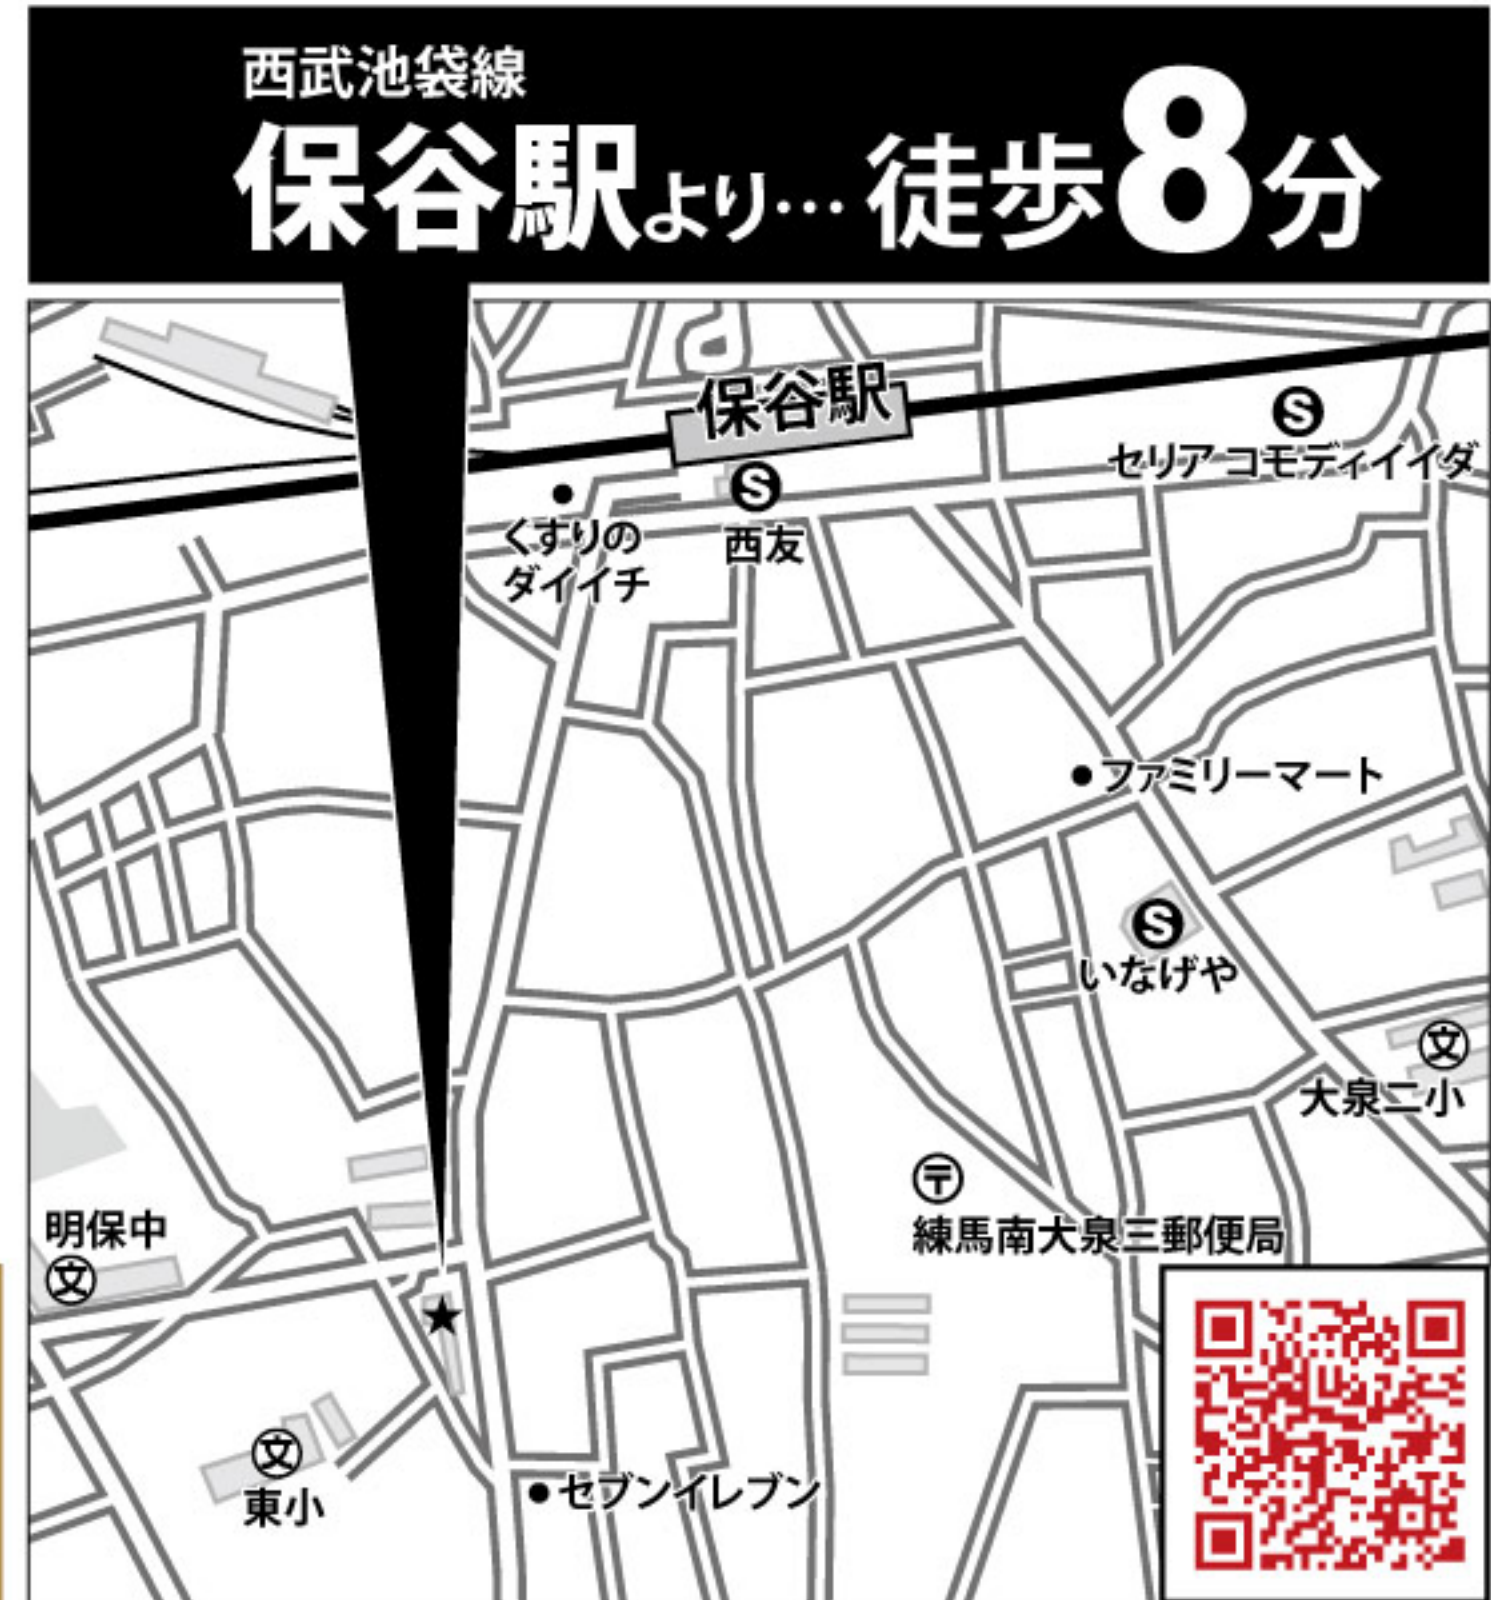 西武池袋線
保谷駅より…徒歩8分
保谷駅
S
セリア コモディイイダ
S
西友
くすりの
ダイイチ
ファミリーマート
S
いなげや
文
大泉二小
〒
練馬南大泉三郵便局
明保中
文
★
文
東小
セブンイレブン